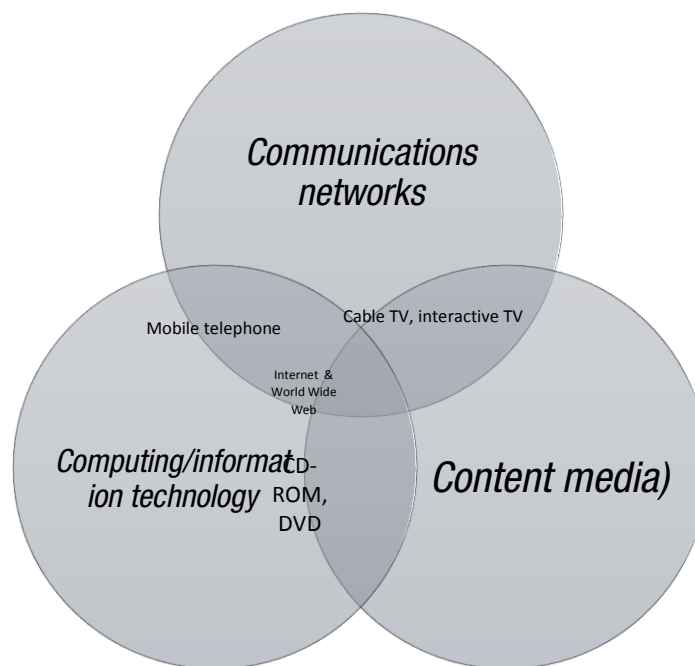 Communications
networks
Mobile telephone
Cable TV, interactive TV
Internet &
World Wide
Web
Computing/informat
ion technology
CD-
ROM,
DVD
Content media)